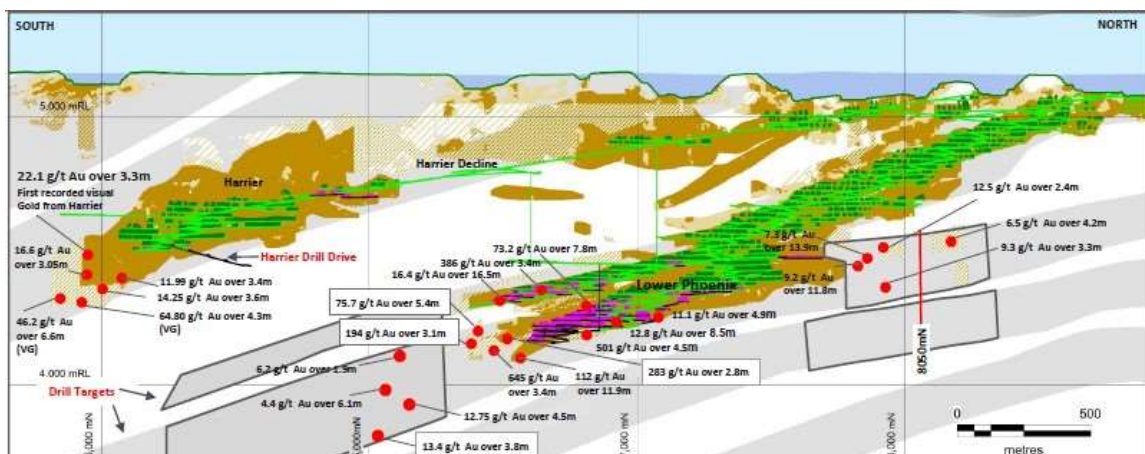 SOUTH
NORTH
5,000 mRL
Harrier Decline
22.1 g/t Au over 3.3m
First recorded visual
Gold from Harrier
Harrier
12.5 g/t Au over 2.4m
16.6 g/t Au
over 3.05m
6.5 g/t Au over 4.2m
7.3 g/t Au
over 13.9m
9.3 g/t Au over 3.3m
73.2 g/t Au over 7.8m
386 g/t Au over 3.4m
16.4 g/t Au over 16.5m
Harrier Drill Drive
11.99 g/t Au over 3.4m
14.25 g/t Au over 3.6m
64.80 g/t Au over 4.3m
(VG)
Lower Phoenix
9.2 g/t Au
over 11.8m
75.7 g/t Au over 5.4m
46.2 g/t Au
over 6.6m
(VG)
194 g/t Au over 3.1m
11.1 g/t Au over 4.9m
12.8 g/t Au over 8.5m
501 g/t Au over 4.5m
8050mN
4.000 mRL
6.2 g/t Au over 1.9m
645 g/t Au
over 3.4m
112 g/t Au
over 11.9m
283 g/t Au over 2.8m
Drill Targets
4.4 g/t Au over 6.1m
12.75 g/t Au over 4.5m
13.4 g/t Au over 3.8m
0
500
metres